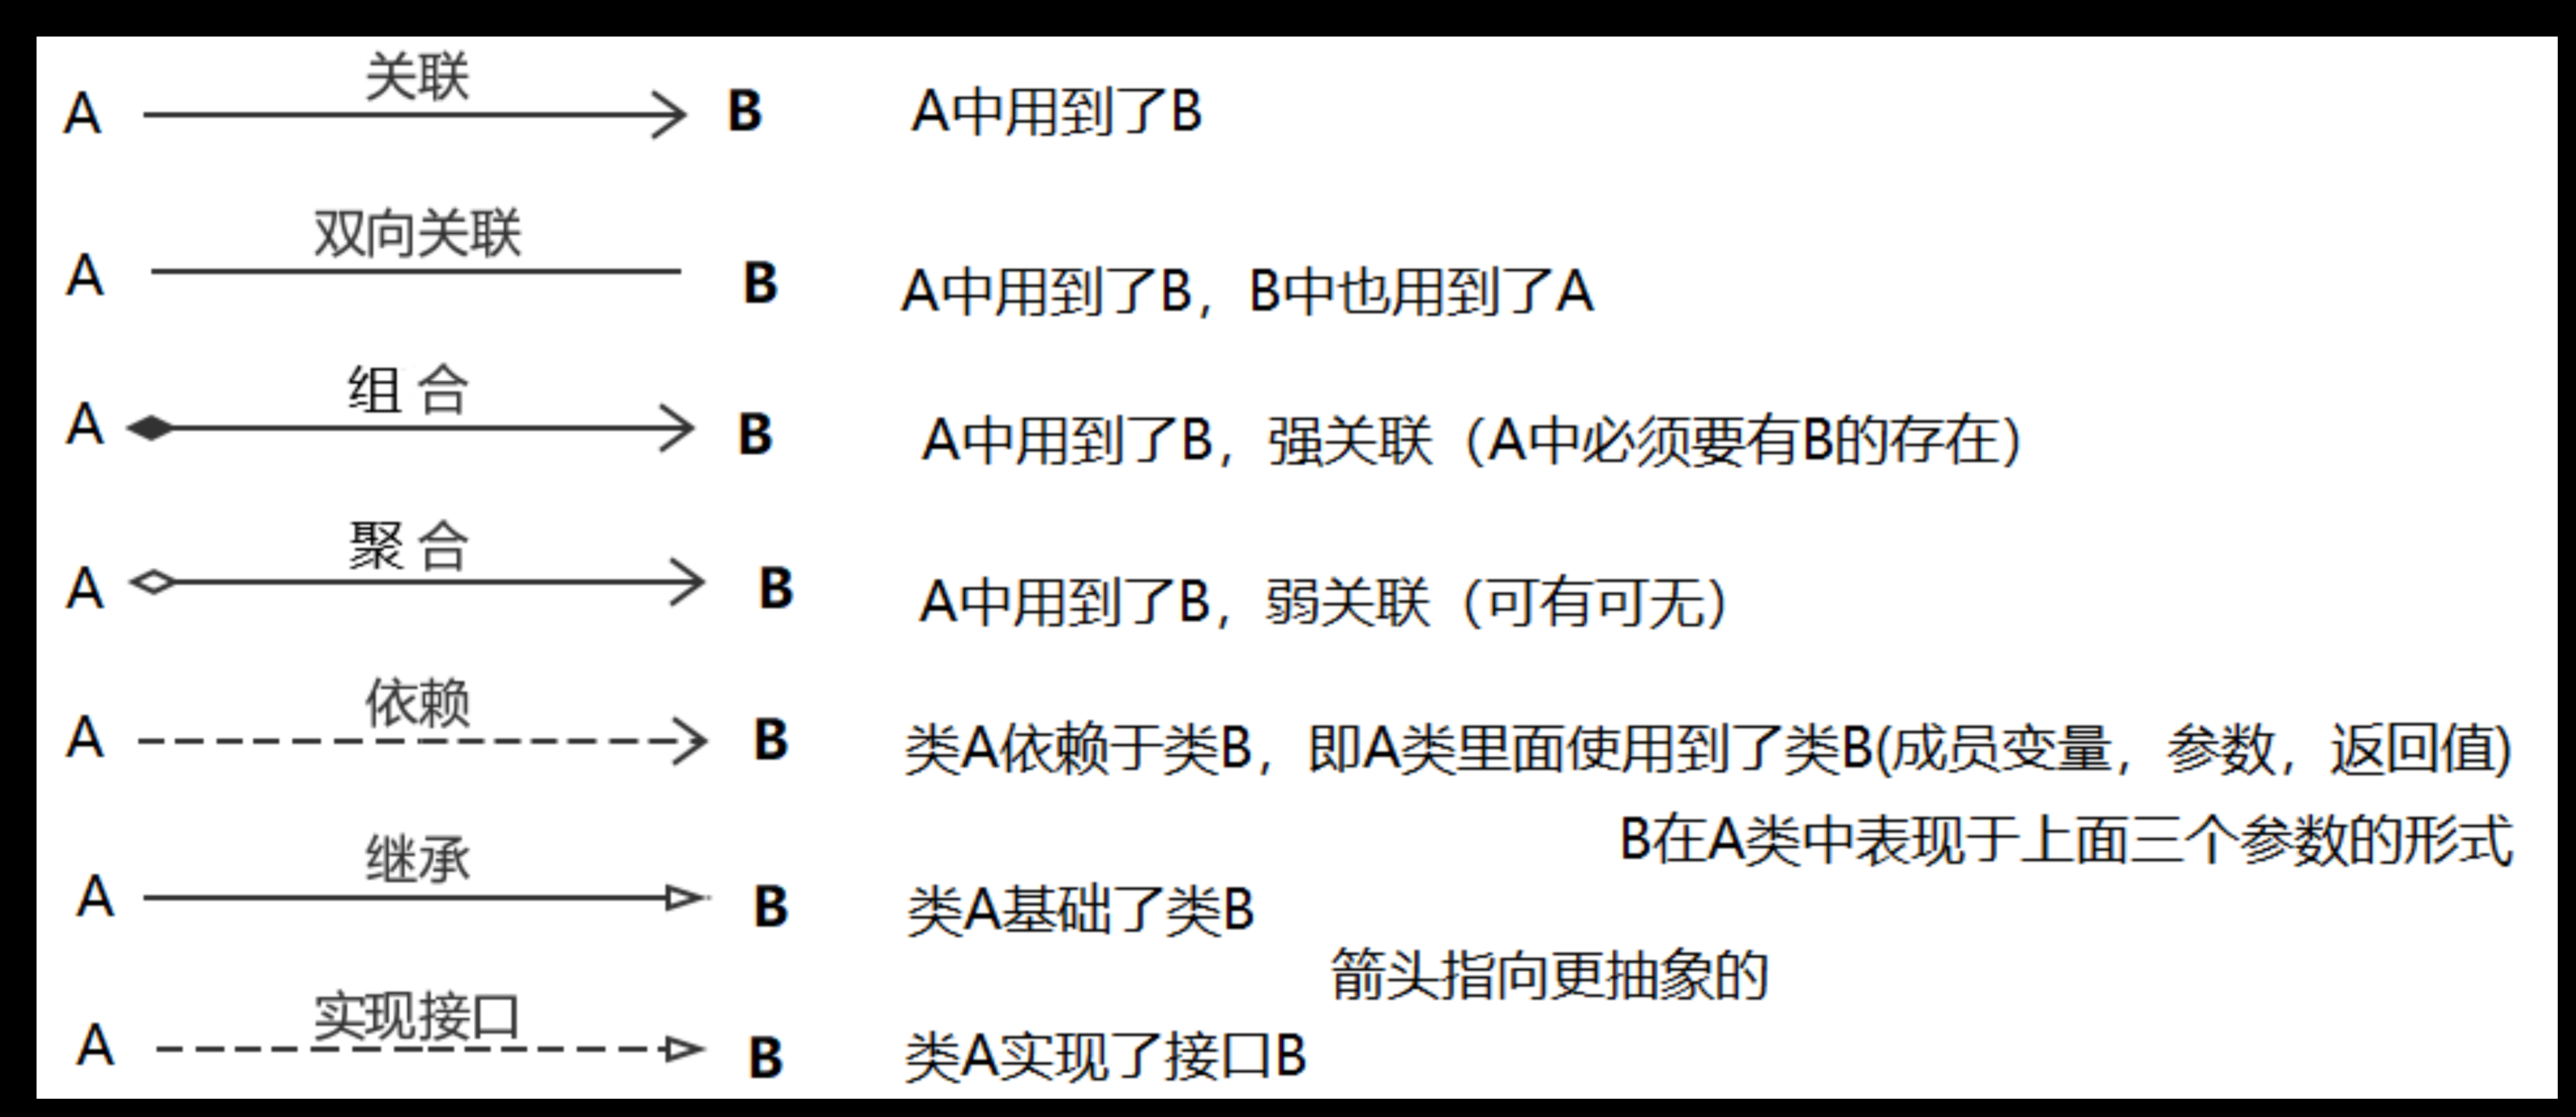 关联
A B A中用到了B
双向关联
A B A中用到了B，B中也用到了A
组 合
A B A中用到了B，强关联（A中必须要有B的存在）
聚 合
A B A中用到了B，弱关联（可有可无）
依赖
A B 类A依赖于类B，即A类里面使用到了类B(成员变量，参数，返回值)
B在A类中表现于上面三个参数的形式
继承
A B 类A基础了类B
箭头指向更抽象的
实现接口
A B 类A实现了接口B